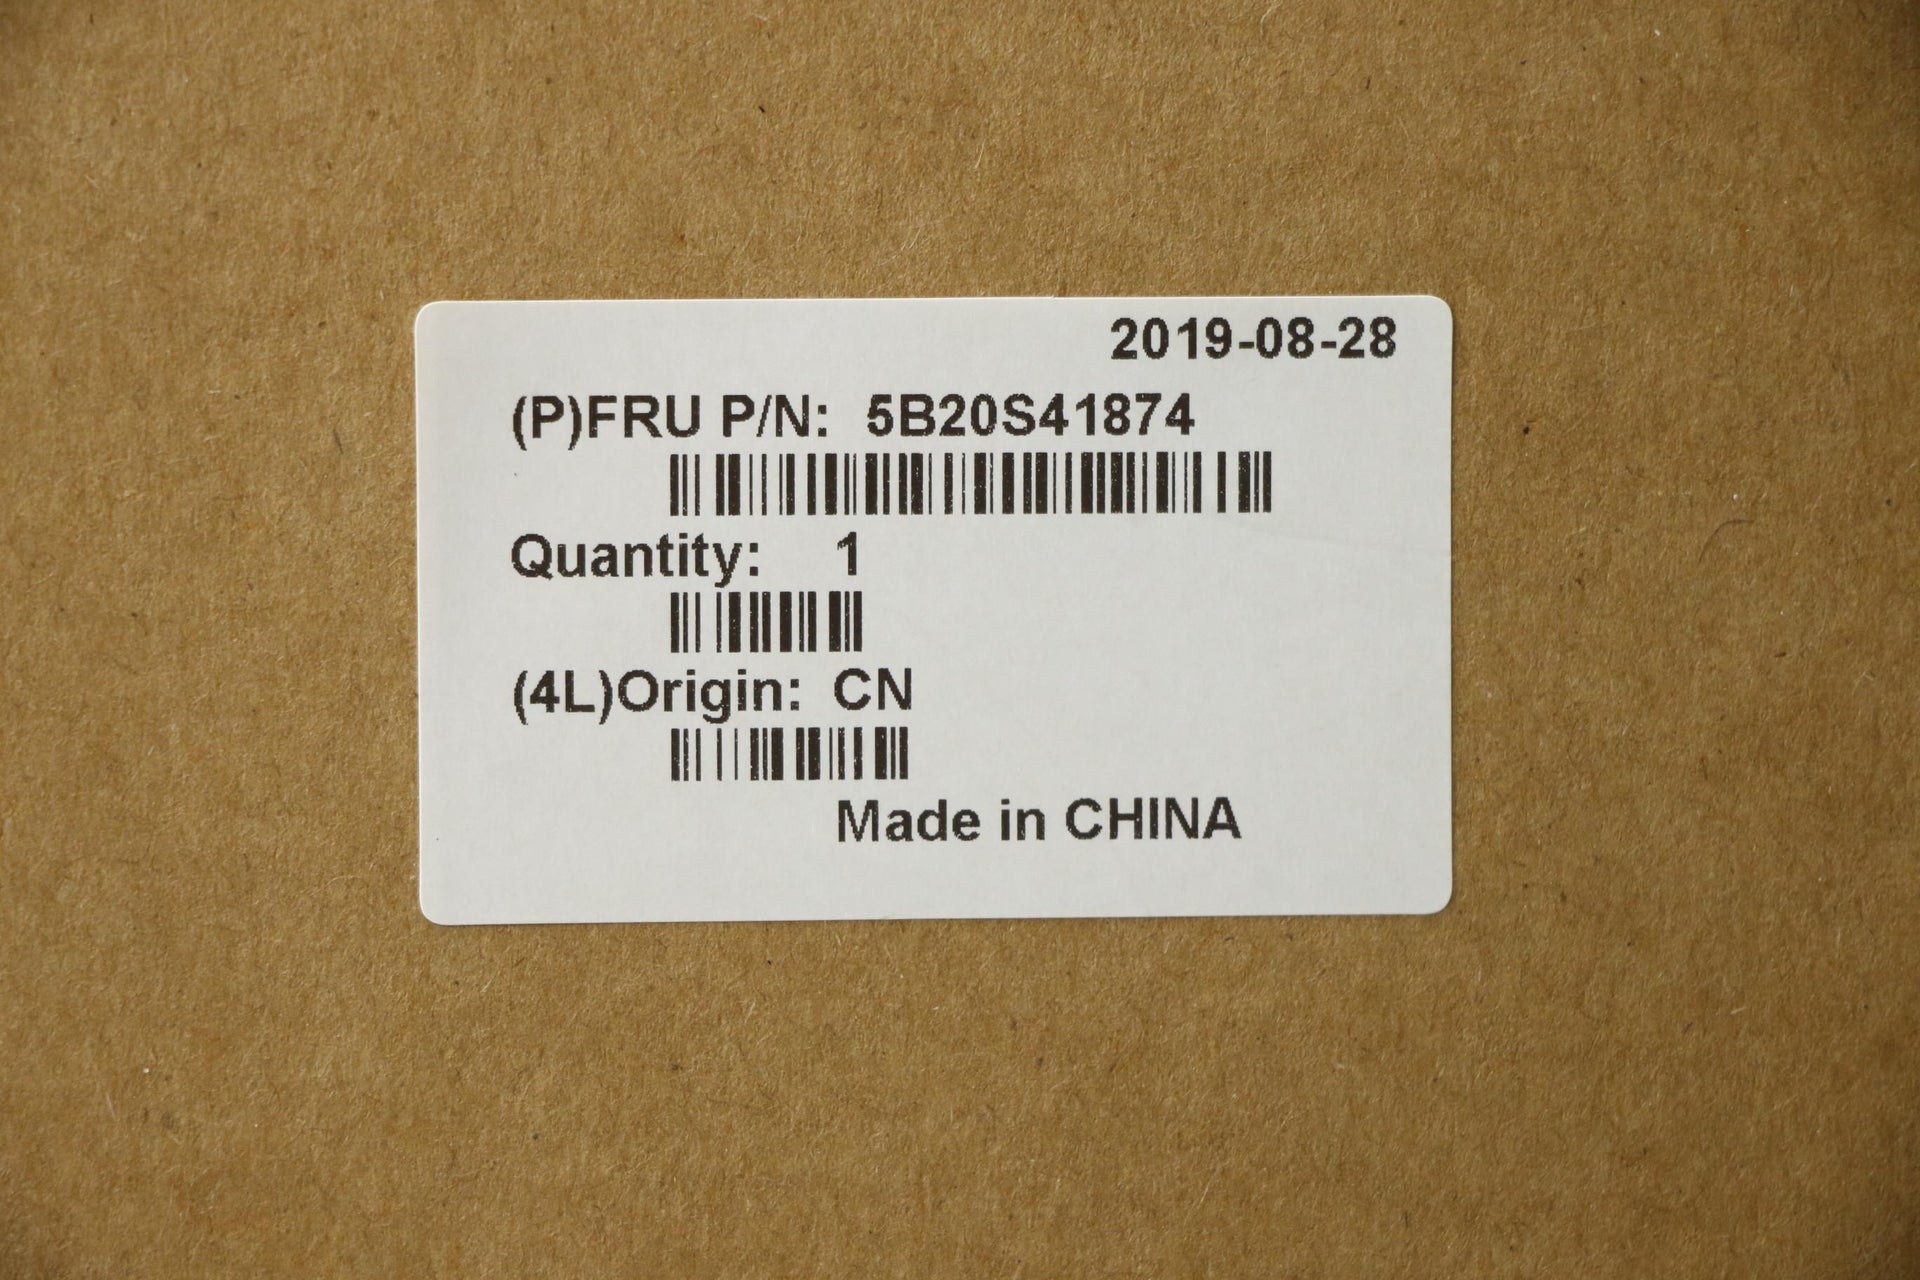 2019-08-28
(P)FRU P/N: 5B20S41874
Quantity: 1
(4L)Origin: CN
Made in CHINA